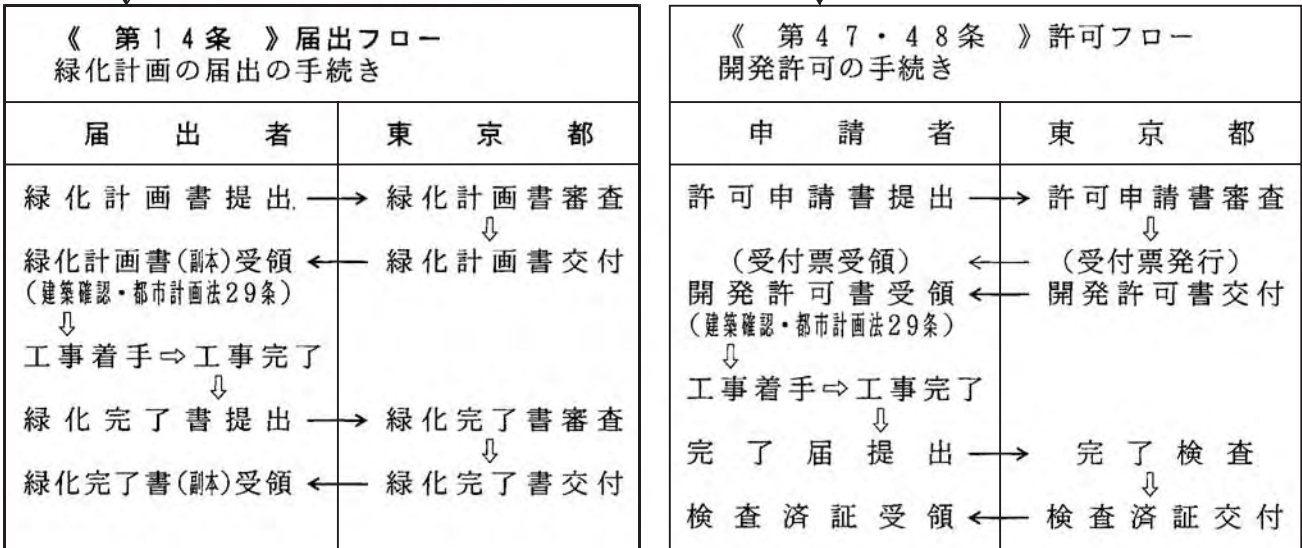 《 第14条 》届出フロー
緑化計画の届出の手続き
届出者 東京都
緑化計画書提出 → 緑化計画書審査
⇩
緑化計画書(副本)受領 ← 緑化計画書交付
(建築確認・都市計画法29条)
⇩
工事着手⇨工事完了
⇩
緑化完了書提出 → 緑化完了書審査
⇩
緑化完了書(副本)受領 ← 緑化完了書交付
《 第47・48条 》許可フロー
開発許可の手続き
申請者 東京都
許可申請書提出 → 許可申請書審査
⇩
(受付票受領) ← (受付票発行)
開発許可書受領 ← 開発許可書交付
(建築確認・都市計画法29条)
⇩
工事着手⇨工事完了
⇩
完了届提出 → 完了検査
⇩
検査済証受領 ← 検査済証交付